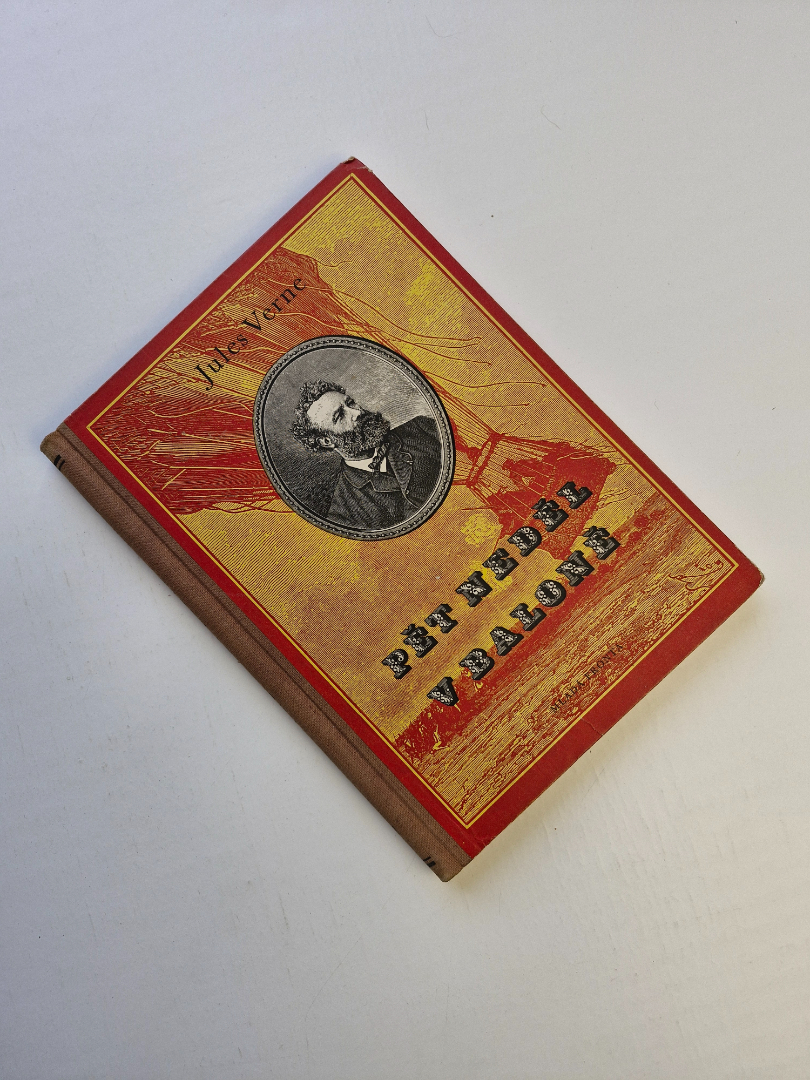 Jules Verne
PĚT NEDĚL
V BALONĚ
MLADÁ FRONTA